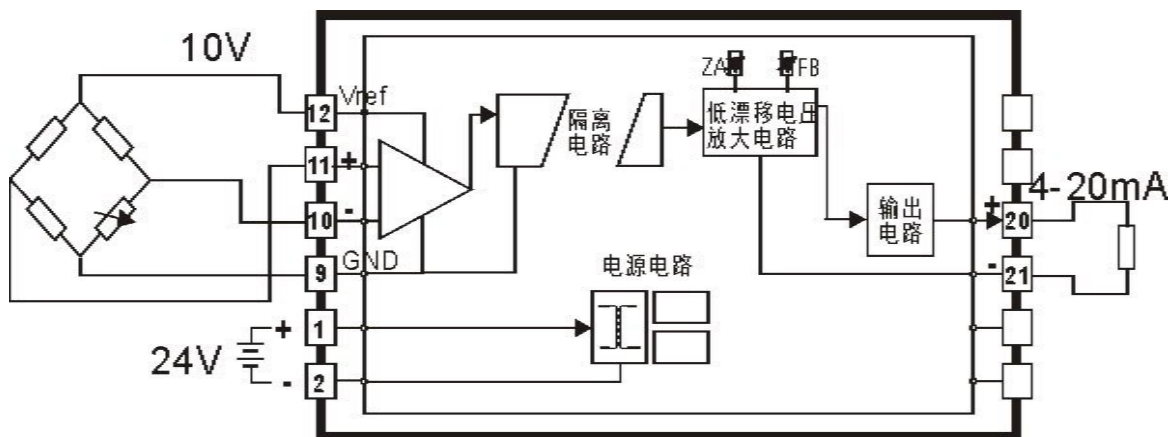 10V
12
Vref
11
+
10
-
9
GND
24V
+
1
-
2
隔离
电路
ZA
FB
低漂移电压
放大电路
输出
电路
电源电路
4-20mA
+
20
-
21